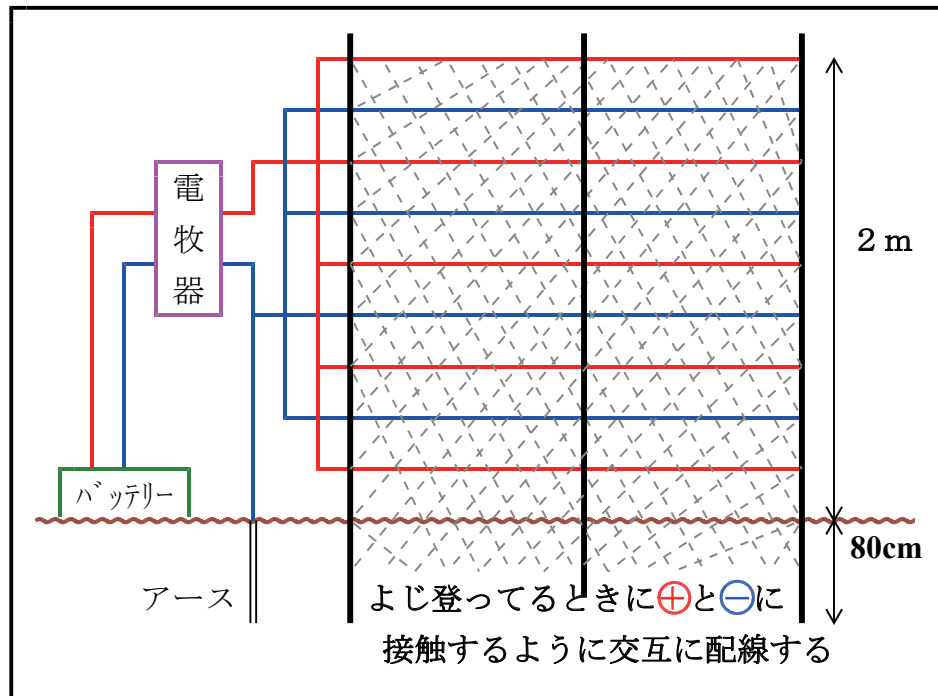 電牧器
2m
バッテリー
80cm
アース
よじ登ってるときに⊕と⊖に
接触するように交互に配線する